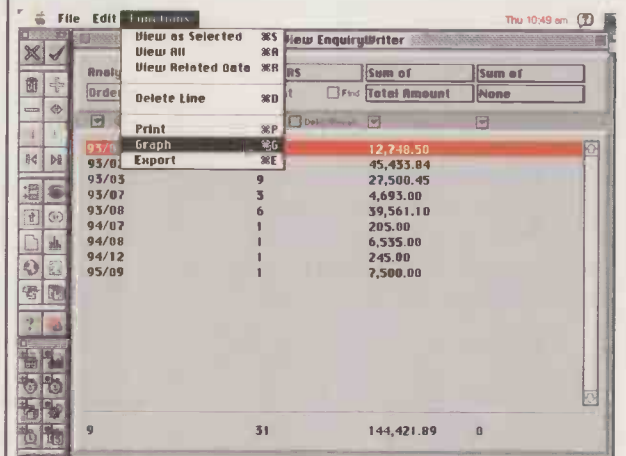 File Edit Functions Thu 10:49 am
View as Selected ⌘S
View All ⌘A
View Related Data ⌘R
Delete Line ⌘D
Print ⌘P
Graph ⌘G
Export ⌘E
View EnquiryWriter
Sum of Sum of
Find Total Amount None
12,748.50
45,433.84
93/03 9 27,500.45
93/07 3 4,693.00
93/08 6 39,561.10
94/07 1 205.00
94/08 1 6,535.00
94/12 1 245.00
95/09 1 7,500.00
9 31 144,421.89 0